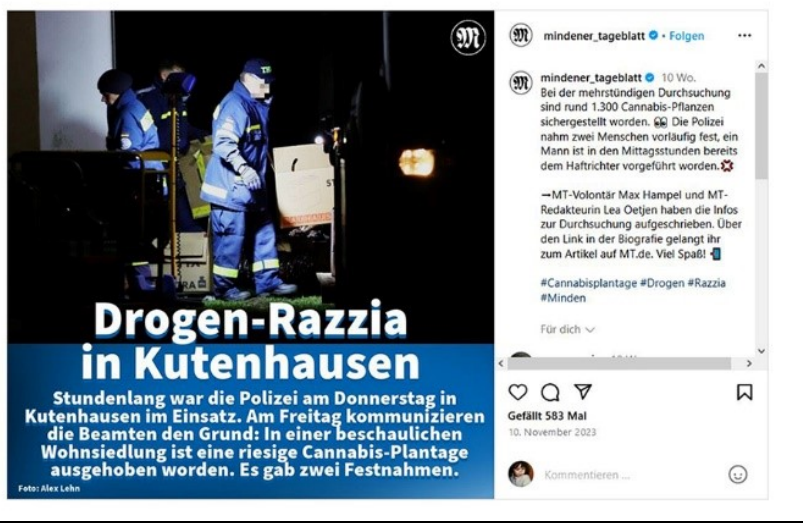 Drogen-Razzia
in Kutenhausen
Stundenlang war die Polizei am Donnerstag in
Kutenhausen im Einsatz. Am Freitag kommunizieren
die Beamten den Grund: In einer beschaulichen
Wohnsiedlung ist eine riesige Cannabis-Plantage
ausgehoben worden. Es gab zwei Festnahmen.
Foto: Alex Lehn
mindener_tageblatt • Folgen
mindener_tageblatt 10 Wo.
Bei der mehrstündigen Durchsuchung
sind rund 1.300 Cannabis-Pflanzen
sichergestellt worden. 😱 Die Polizei
nahm zwei Menschen vorläufig fest, ein
Mann ist in den Mittagsstunden bereits
dem Haftrichter vorgeführt worden.💢
→MT-Volontär Max Hampel und MT-
Redakteurin Lea Oetjen haben die Infos
zur Durchsuchung aufgeschrieben. Über
den Link in der Biografie gelangt ihr
zum Artikel auf MT.de. Viel Spaß! 📲
#Cannabisplantage #Drogen #Razzia
#Minden
Für dich
Gefällt 583 Mal
10. November 2023
Kommentieren ...